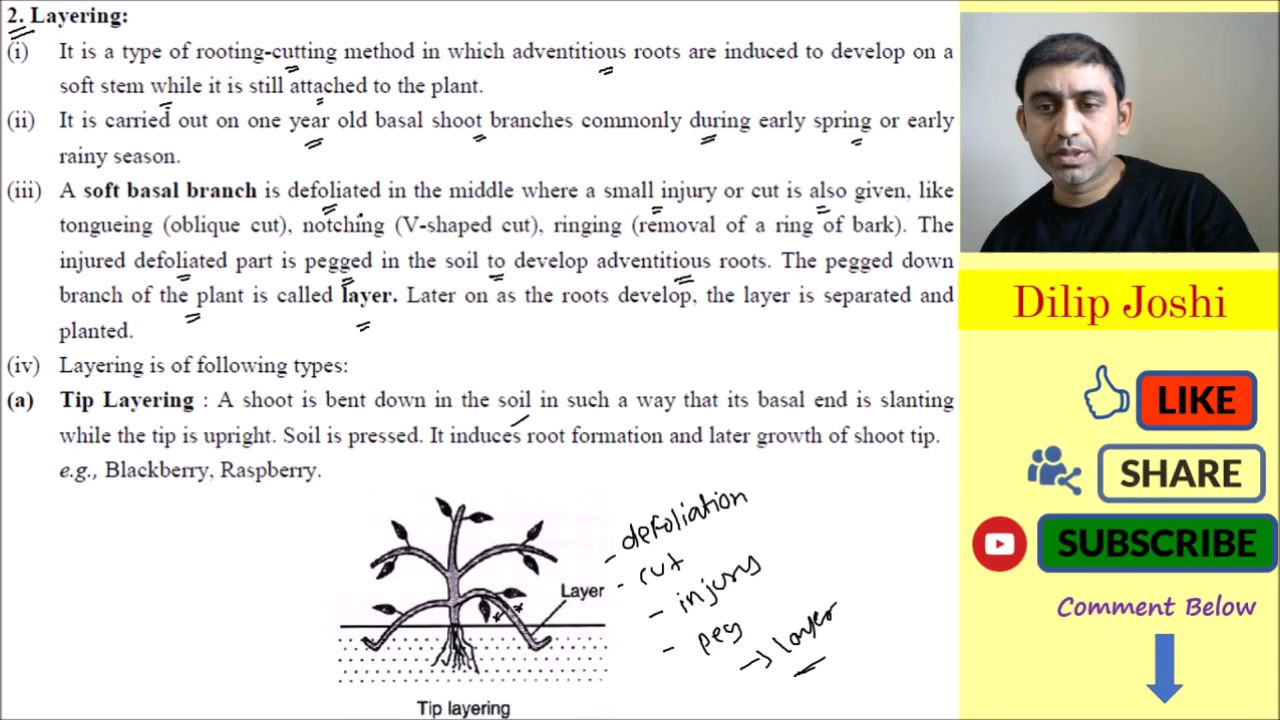 2. Layering:
(i) It is a type of rooting-cutting method in which adventitious roots are induced to develop on a
soft stem while it is still attached to the plant.
(ii) It is carried out on one year old basal shoot branches commonly during early spring or early
rainy season.
(iii) A soft basal branch is defoliated in the middle where a small injury or cut is also given, like
tongueing (oblique cut), notching (V-shaped cut), ringing (removal of a ring of bark). The
injured defoliated part is pegged in the soil to develop adventitious roots. The pegged down
branch of the plant is called layer. Later on as the roots develop, the layer is separated and
planted.
(iv) Layering is of following types:
(a) Tip Layering : A shoot is bent down in the soil in such a way that its basal end is slanting
while the tip is upright. Soil is pressed. It induces root formation and later growth of shoot tip.
e.g., Blackberry, Raspberry.
Layer
- defoliation
- cut
- injury
- peg
→ layer
Tip layering
Dilip Joshi
LIKE
SHARE
SUBSCRIBE
Comment Below